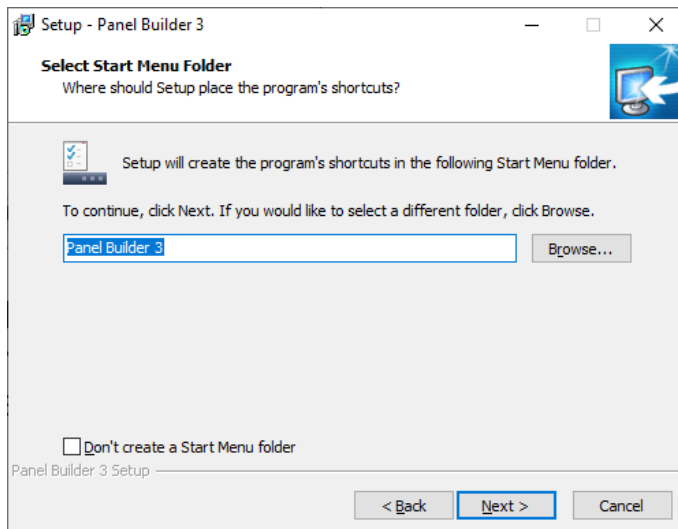 Setup - Panel Builder 3
Select Start Menu Folder
Where should Setup place the program's shortcuts?
Setup will create the program's shortcuts in the following Start Menu folder.
To continue, click Next. If you would like to select a different folder, click Browse.
Panel Builder 3
Browse...
Don't create a Start Menu folder
Panel Builder 3 Setup
< Back
Next >
Cancel